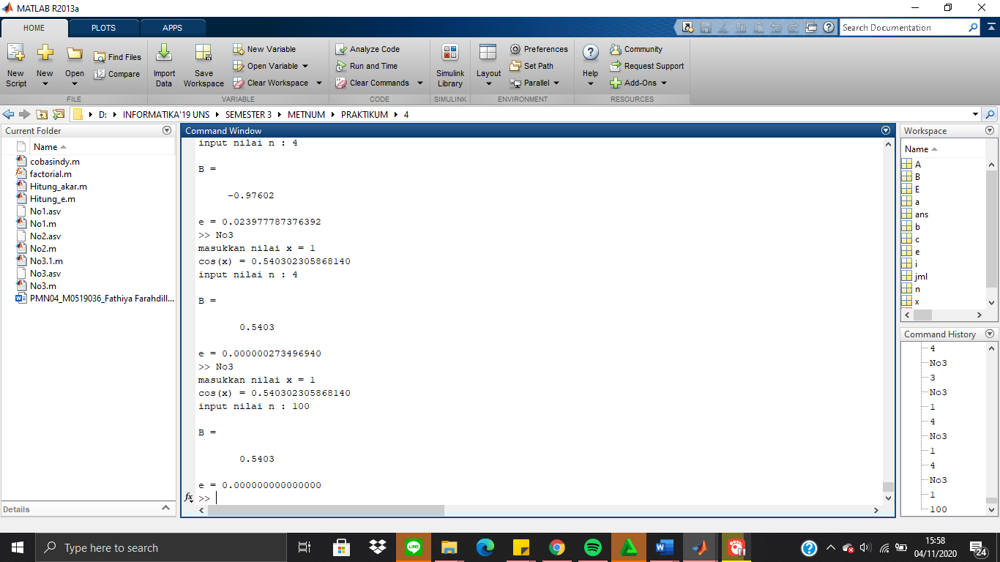 MATLAB R2013a
HOME PLOTS APPS
Search Documentation
New Script
New
Open
Find Files
Compare
FILE
Import Data
Save Workspace
New Variable
Open Variable
Clear Workspace
VARIABLE
Analyze Code
Run and Time
Clear Commands
CODE
Simulink Library
SIMULINK
Layout
Preferences
Set Path
Parallel
ENVIRONMENT
Help
Community
Request Support
Add-Ons
RESOURCES
D: INFORMATIKA'19 UNS SEMESTER 3 METNUM PRAKTIKUM 4
Current Folder
Name
cobasindy.m
factorial.m
Hitung_akar.m
Hitung_e.m
No1.asv
No1.m
No2.asv
No2.m
No3.1.m
No3.asv
No3.m
PMN04_M0519036_Fathiya Farahdill...
Details
Command Window
input nilai n : 4
B =
-0.97602
e = 0.023977787376392
>> No3
masukkan nilai x = 1
cos(x) = 0.540302305868140
input nilai n : 4
B =
0.5403
e = 0.000000273496940
>> No3
masukkan nilai x = 1
cos(x) = 0.540302305868140
input nilai n : 100
B =
0.5403
e = 0.000000000000000
fx >>
Workspace
Name
A
B
E
a
ans
b
c
e
i
jml
n
x
Command History
4
No3
3
No3
1
4
No3
1
4
No3
1
100
Type here to search
LINE
15:58
04/11/2020
24